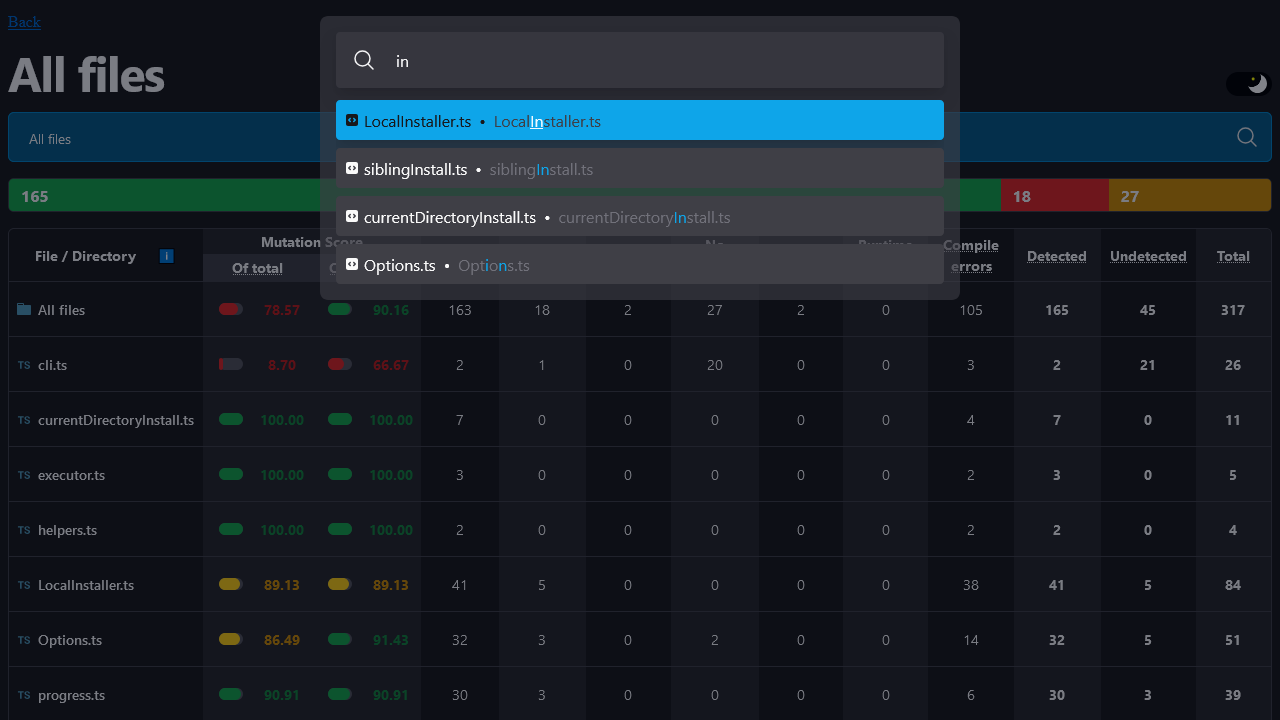 Back
All files
in
LocalInstaller.ts • LocalInstaller.ts
siblingInstall.ts • siblingInstall.ts
currentDirectoryInstall.ts • currentDirectoryInstall.ts
Options.ts • Options.ts
All files
165 18 27
File / Directory i Mutation Score No Runtime Compile errors Detected Undetected Total
Of total
All files 78.57 90.16 163 18 2 27 2 0 105 165 45 317
TS cli.ts 8.70 66.67 2 1 0 20 0 0 3 2 21 26
TS currentDirectoryInstall.ts 100.00 100.00 7 0 0 0 0 0 4 7 0 11
TS executor.ts 100.00 100.00 3 0 0 0 0 0 2 3 0 5
TS helpers.ts 100.00 100.00 2 0 0 0 0 0 2 2 0 4
TS LocalInstaller.ts 89.13 89.13 41 5 0 0 0 0 38 41 5 84
TS Options.ts 86.49 91.43 32 3 0 2 0 0 14 32 5 51
TS progress.ts 90.91 90.91 30 3 0 0 0 0 6 30 3 39